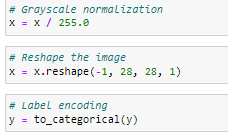 # Grayscale normalization
x = x / 255.0
# Reshape the image
x = x.reshape(-1, 28, 28, 1)
# Label encoding
y = to_categorical(y)